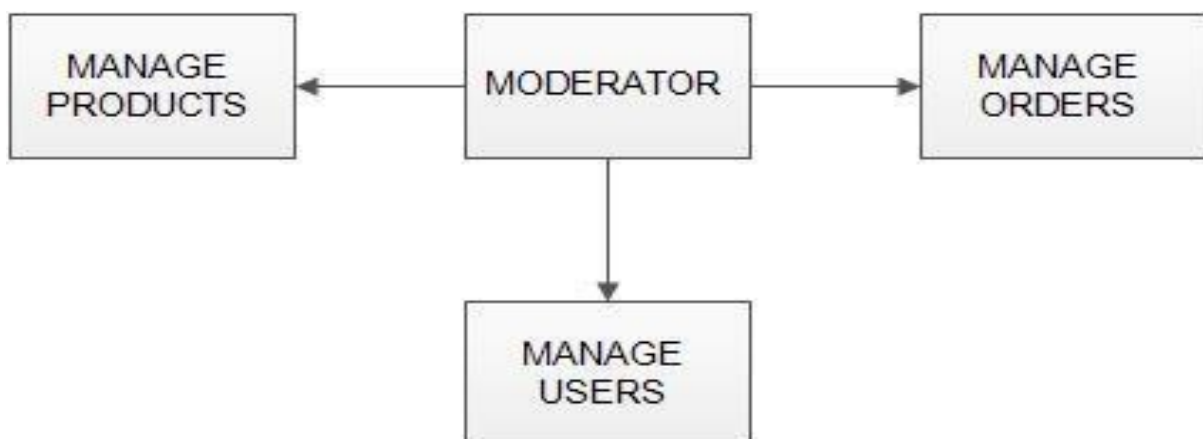 MANAGE
PRODUCTS
MODERATOR
MANAGE
ORDERS
MANAGE
USERS